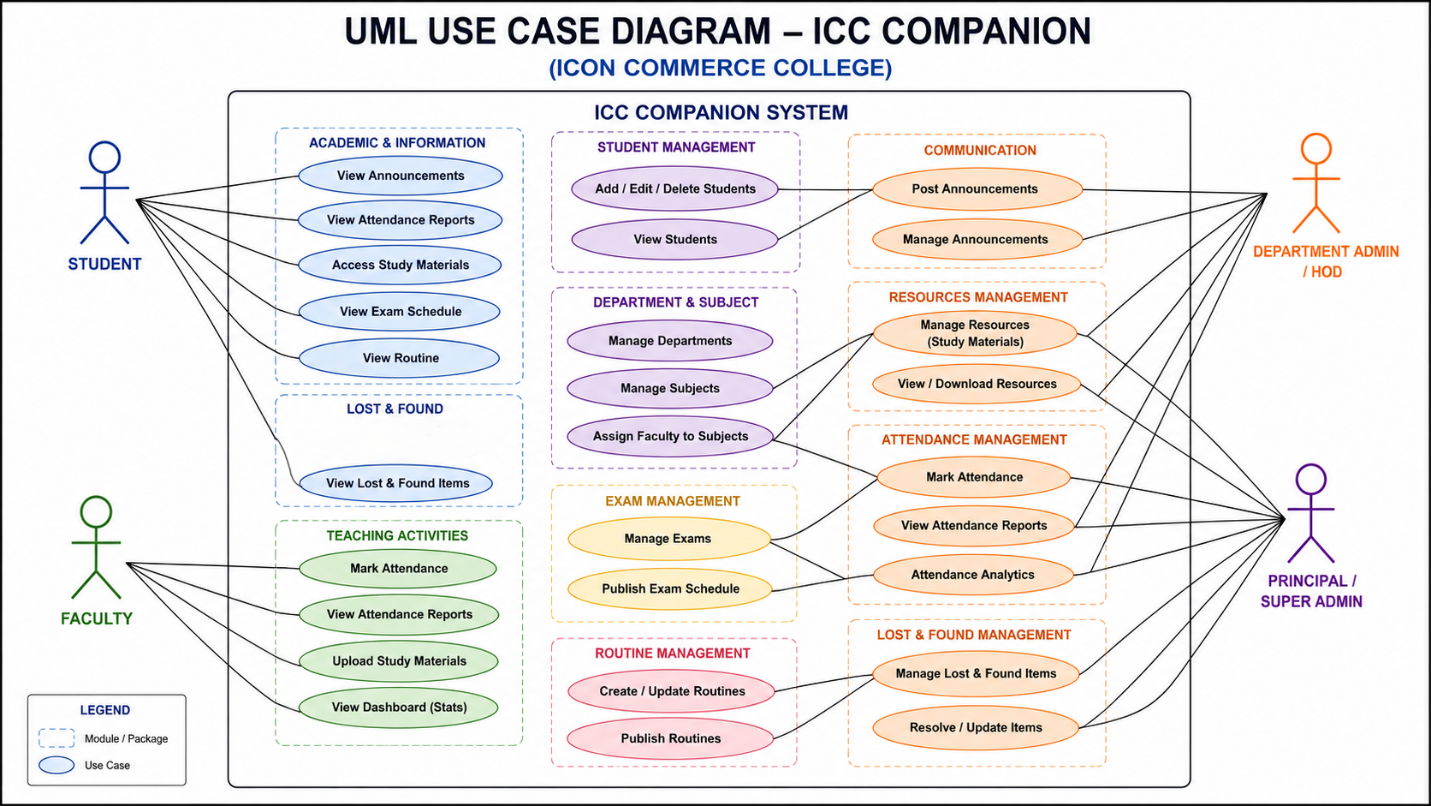 UML USE CASE DIAGRAM – ICC COMPANION
(ICON COMMERCE COLLEGE)
ICC COMPANION SYSTEM
STUDENT
FACULTY
LEGEND
Module / Package
Use Case
ACADEMIC & INFORMATION
View Announcements
View Attendance Reports
Access Study Materials
View Exam Schedule
View Routine
LOST & FOUND
View Lost & Found Items
TEACHING ACTIVITIES
Mark Attendance
View Attendance Reports
Upload Study Materials
View Dashboard (Stats)
STUDENT MANAGEMENT
Add / Edit / Delete Students
View Students
DEPARTMENT & SUBJECT
Manage Departments
Manage Subjects
Assign Faculty to Subjects
EXAM MANAGEMENT
Manage Exams
Publish Exam Schedule
ROUTINE MANAGEMENT
Create / Update Routines
Publish Routines
COMMUNICATION
Post Announcements
Manage Announcements
RESOURCES MANAGEMENT
Manage Resources
(Study Materials)
View / Download Resources
ATTENDANCE MANAGEMENT
Mark Attendance
View Attendance Reports
Attendance Analytics
LOST & FOUND MANAGEMENT
Manage Lost & Found Items
Resolve / Update Items
DEPARTMENT ADMIN
/ HOD
PRINCIPAL /
SUPER ADMIN